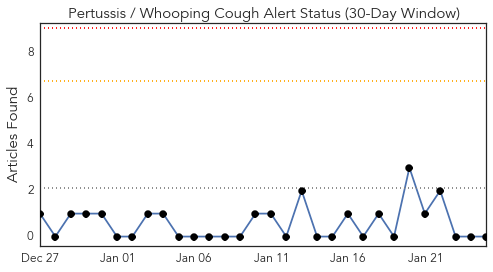 Pertussis / Whooping Cough Alert Status (30-Day Window)
Articles Found
8
6
4
2
0
Dec 27 Jan 01 Jan 06 Jan 11 Jan 16 Jan 21